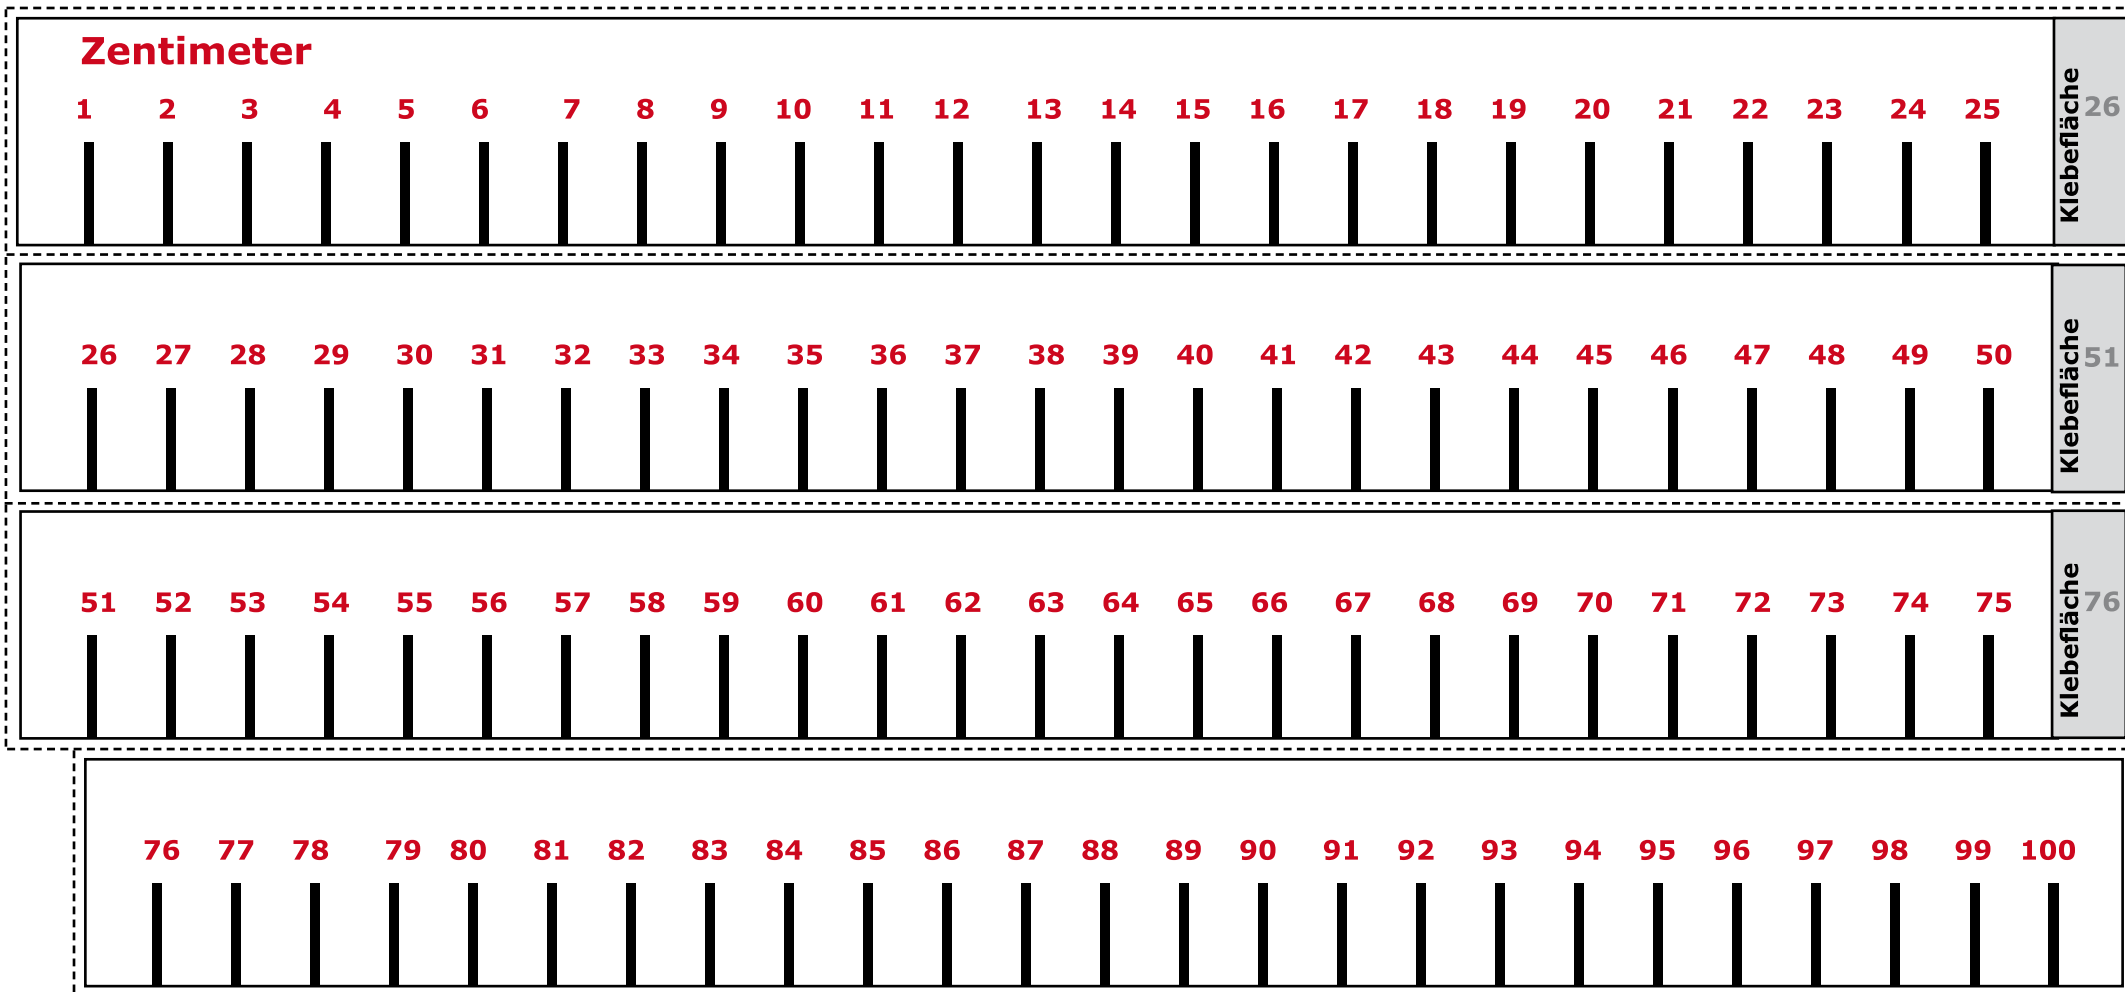 Zentimeter
1 2 3 4 5 6 7 8 9 10 11 12 13 14 15 16 17 18 19 20 21 22 23 24 25
Klebefläche
26
26 27 28 29 30 31 32 33 34 35 36 37 38 39 40 41 42 43 44 45 46 47 48 49 50
Klebefläche
51
51 52 53 54 55 56 57 58 59 60 61 62 63 64 65 66 67 68 69 70 71 72 73 74 75
Klebefläche
76
76 77 78 79 80 81 82 83 84 85 86 87 88 89 90 91 92 93 94 95 96 97 98 99 100